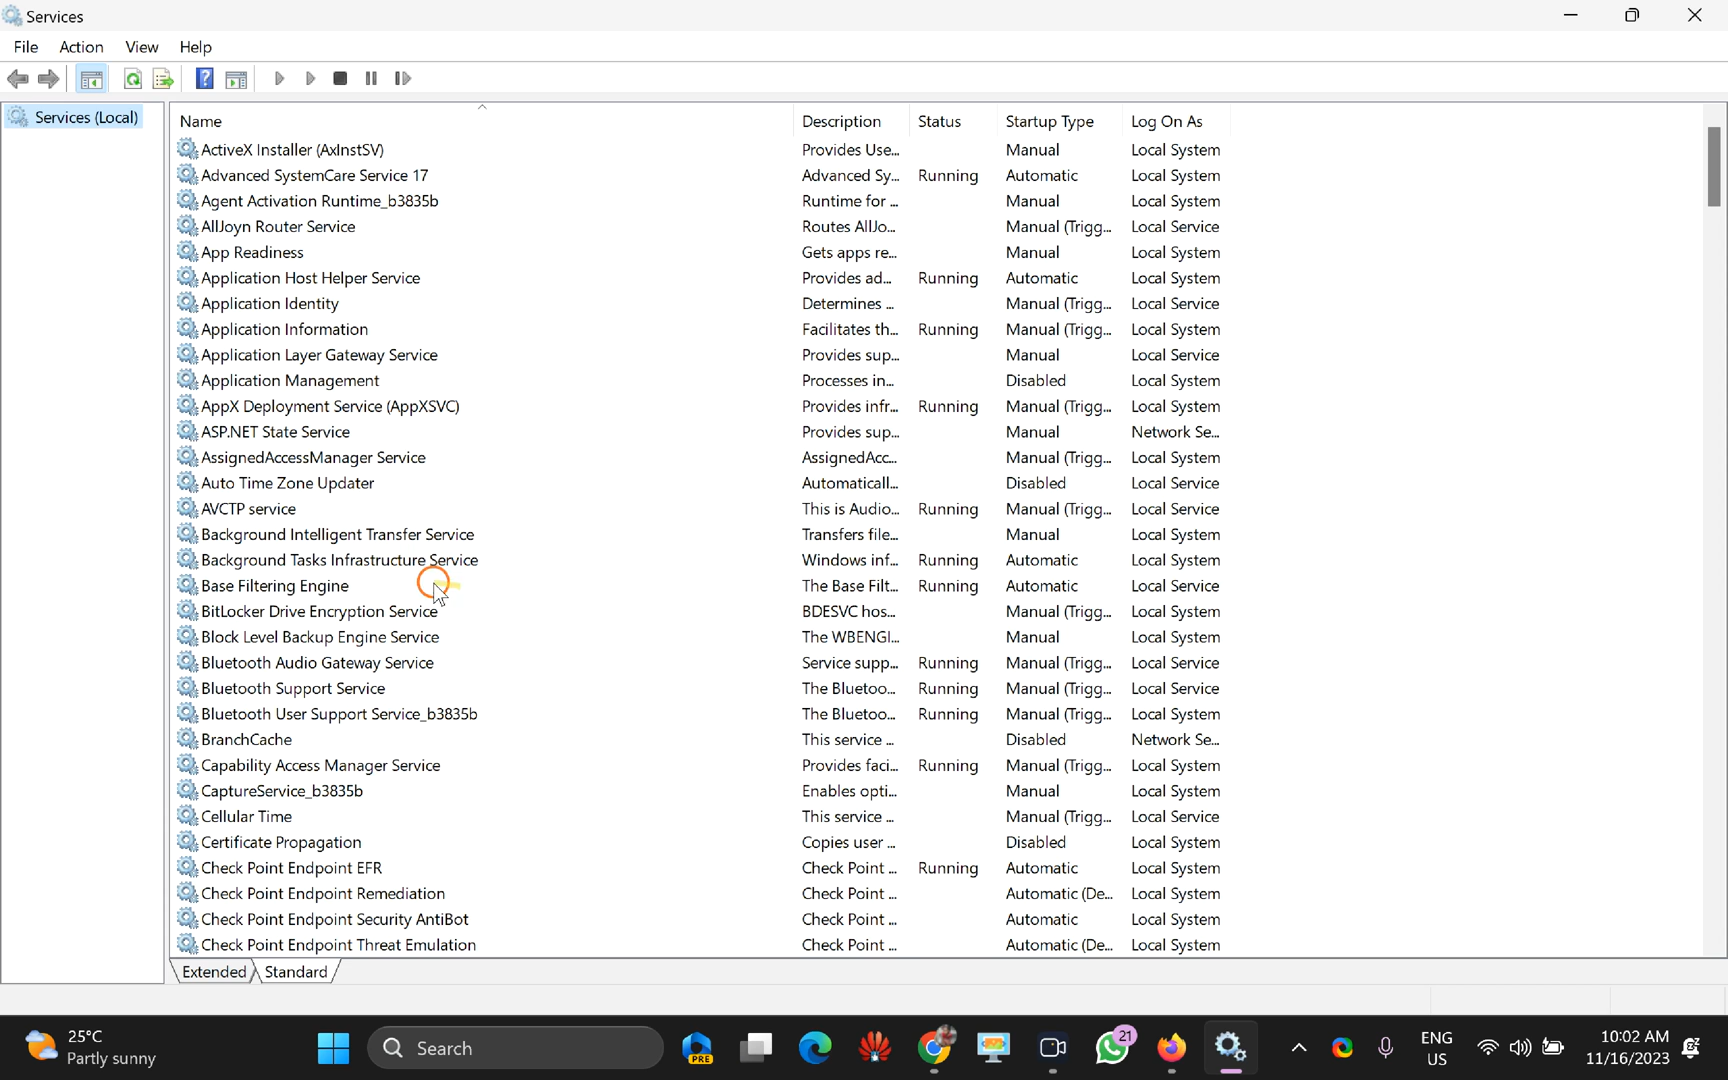 Services
File Action View Help
Services (Local)
Name Description Status Startup Type Log On As
ActiveX Installer (AxInstSV) Provides Use... Manual Local System
Advanced SystemCare Service 17 Advanced Sy... Running Automatic Local System
Agent Activation Runtime_b3835b Runtime for ... Manual Local System
AllJoyn Router Service Routes AllJo... Manual (Trigg... Local Service
App Readiness Gets apps re... Manual Local System
Application Host Helper Service Provides ad... Running Automatic Local System
Application Identity Determines ... Manual (Trigg... Local Service
Application Information Facilitates th... Running Manual (Trigg... Local System
Application Layer Gateway Service Provides sup... Manual Local Service
Application Management Processes in... Disabled Local System
AppX Deployment Service (AppXSVC) Provides infr... Running Manual (Trigg... Local System
ASP.NET State Service Provides sup... Manual Network Se...
AssignedAccessManager Service AssignedAcc... Manual (Trigg... Local System
Auto Time Zone Updater Automaticall... Disabled Local Service
AVCTP service This is Audio... Running Manual (Trigg... Local Service
Background Intelligent Transfer Service Transfers file... Manual Local System
Background Tasks Infrastructure Service Windows inf... Running Automatic Local System
Base Filtering Engine The Base Filt... Running Automatic Local Service
BitLocker Drive Encryption Service BDESVC hos... Manual (Trigg... Local System
Block Level Backup Engine Service The WBENGI... Manual Local System
Bluetooth Audio Gateway Service Service supp... Running Manual (Trigg... Local Service
Bluetooth Support Service The Bluetoo... Running Manual (Trigg... Local Service
Bluetooth User Support Service_b3835b The Bluetoo... Running Manual (Trigg... Local System
BranchCache This service ... Disabled Network Se...
Capability Access Manager Service Provides faci... Running Manual (Trigg... Local System
CaptureService_b3835b Enables opti... Manual Local System
Cellular Time This service ... Manual (Trigg... Local Service
Certificate Propagation Copies user ... Disabled Local System
Check Point Endpoint EFR Check Point ... Running Automatic Local System
Check Point Endpoint Remediation Check Point ... Automatic (De... Local System
Check Point Endpoint Security AntiBot Check Point ... Automatic Local System
Check Point Endpoint Threat Emulation Check Point ... Automatic (De... Local System
Extended Standard
25°C
Partly sunny
Search
PRE
21
ENG
US
10:02 AM
11/16/2023